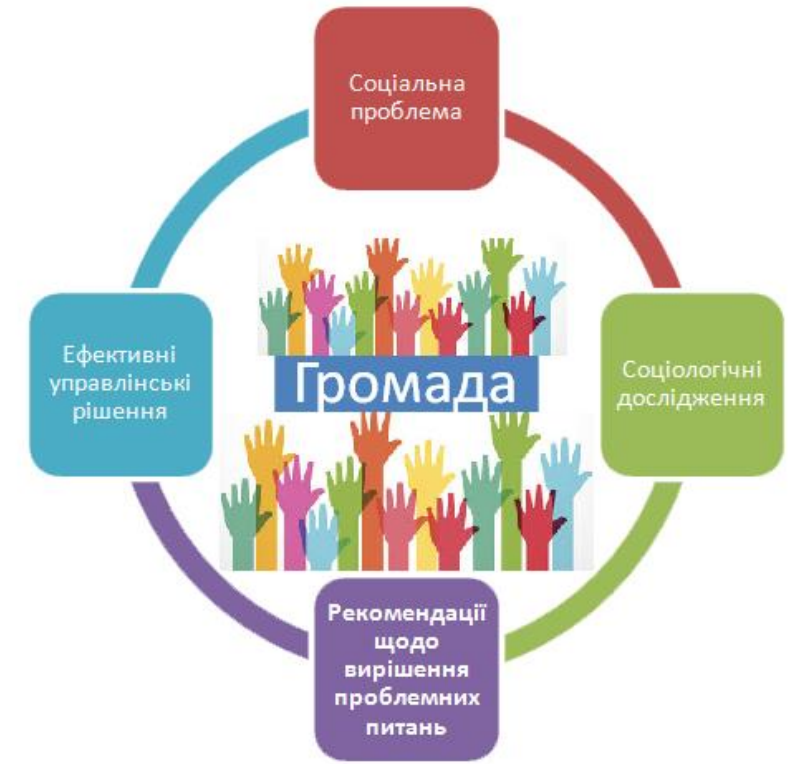 Соціальна
проблема
Ефективні
управлінські
рішення
Громада
Соціологічні
дослідження
Рекомендації
щодо
вирішення
проблемних
питань